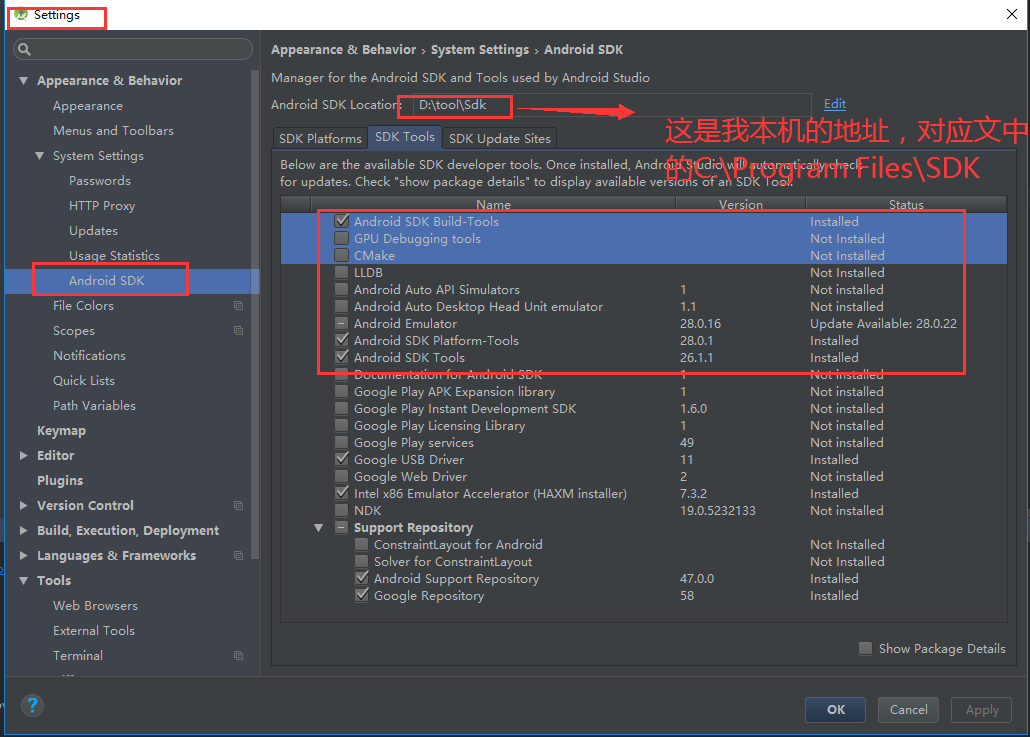 Settings
Appearance & Behavior
Appearance
Menus and Toolbars
System Settings
Passwords
HTTP Proxy
Updates
Usage Statistics
Android SDK
File Colors
Scopes
Notifications
Quick Lists
Path Variables
Keymap
Editor
Plugins
Version Control
Build, Execution, Deployment
Languages & Frameworks
Tools
Web Browsers
External Tools
Terminal
Appearance & Behavior › System Settings › Android SDK
Manager for the Android SDK and Tools used by Android Studio
Android SDK Location: D:\tool\Sdk Edit
这是我本机的地址，对应文中
的C:\Program Files\SDK
SDK Platforms SDK Tools SDK Update Sites
Below are the available SDK developer tools. Once installed, Android Studio will automatically check
for updates. Check "show package details" to display available versions of an SDK Tool.
Name Version Status
Android SDK Build-Tools Installed
GPU Debugging tools Not Installed
CMake Not Installed
LLDB Not Installed
Android Auto API Simulators 1 Not installed
Android Auto Desktop Head Unit emulator 1.1 Not installed
Android Emulator 28.0.16 Update Available: 28.0.22
Android SDK Platform-Tools 28.0.1 Installed
Android SDK Tools 26.1.1 Installed
Documentation for Android SDK 1 Not installed
Google Play APK Expansion library 1 Not installed
Google Play Instant Development SDK 1.6.0 Not installed
Google Play Licensing Library 1 Not installed
Google Play services 49 Not installed
Google USB Driver 11 Installed
Google Web Driver 2 Not installed
Intel x86 Emulator Accelerator (HAXM installer) 7.3.2 Installed
NDK 19.0.5232133 Not installed
Support Repository
ConstraintLayout for Android Not Installed
Solver for ConstraintLayout Not Installed
Android Support Repository 47.0.0 Installed
Google Repository 58 Installed
Show Package Details
?
OK Cancel Apply